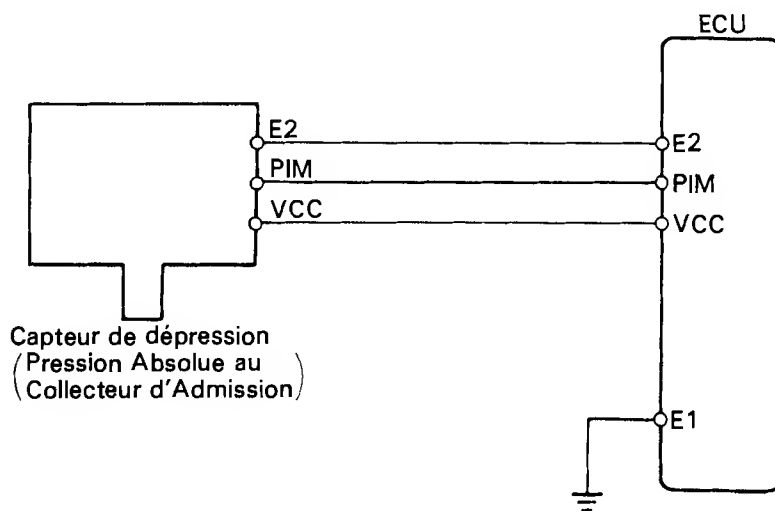 ECU
E2
E2
PIM
PIM
VCC
VCC
Capteur de dépression
(Pression Absolue au
Collecteur d'Admission)
E1